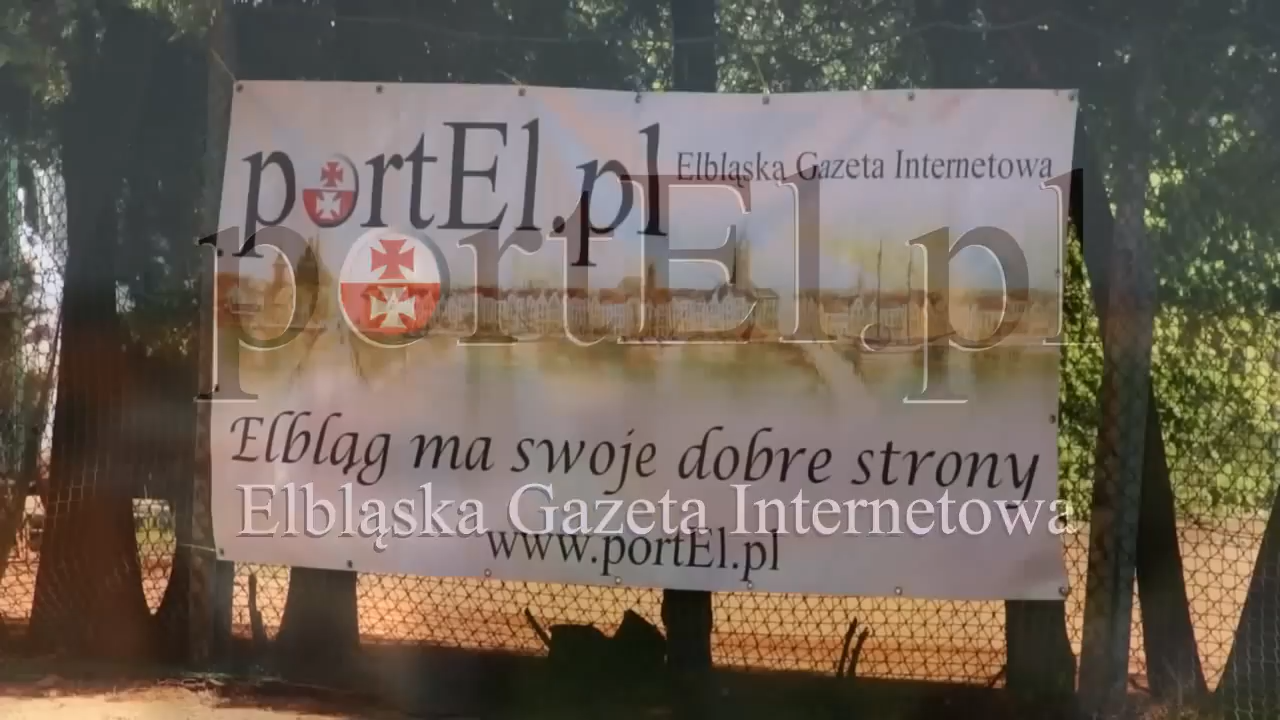 portEl.pl Elbląska Gazeta Internetowa
portEl.pl
Elbląg ma swoje dobre strony
Elbląska Gazeta Internetowa
www.portEl.pl